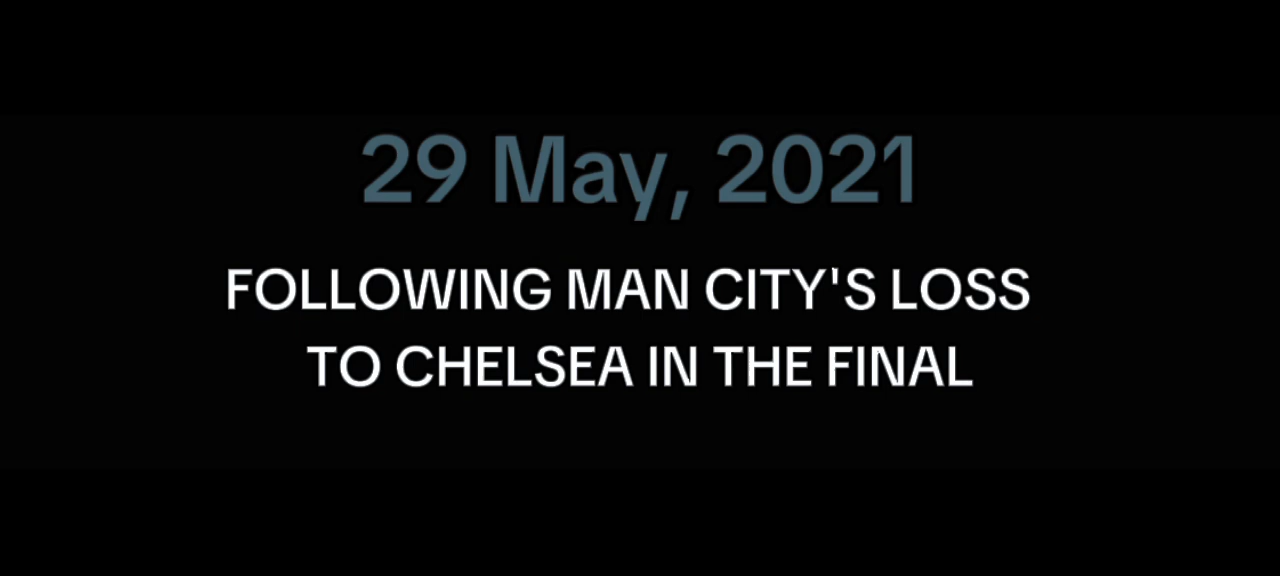 29 May, 2021
FOLLOWING MAN CITY'S LOSS
TO CHELSEA IN THE FINAL